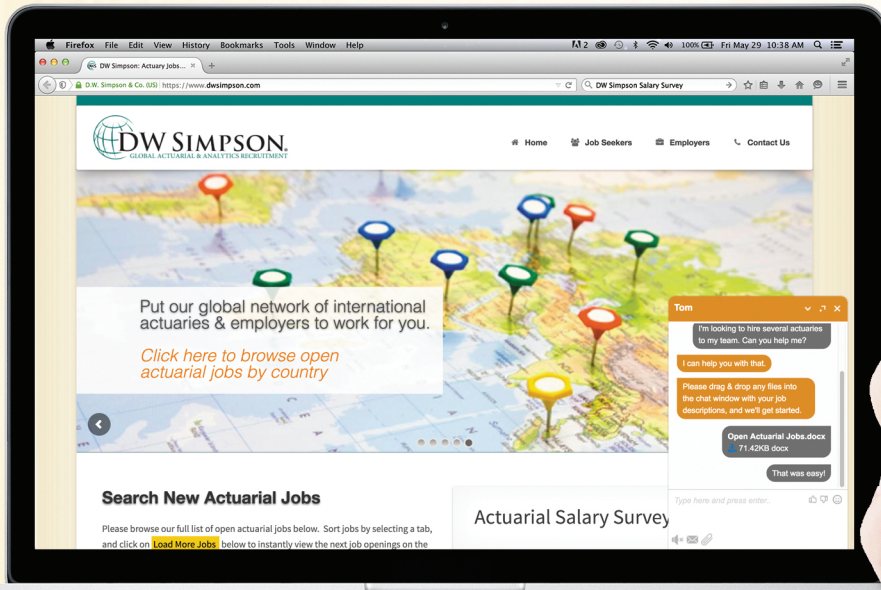 Firefox File Edit View History Bookmarks Tools Window Help
2
100%
Fri May 29 10:38 AM
DW Simpson: Actuary Jobs... × +
D.W. Simpson & Co. (US) https://www.dwsimpson.com
DW Simpson Salary Survey
DW SIMPSON.
GLOBAL ACTUARIAL & ANALYTICS RECRUITMENT
Home Job Seekers Employers Contact Us
Put our global network of international
actuaries & employers to work for you.
Click here to browse open
actuarial jobs by country
Tom
I'm looking to hire several actuaries
to my team. Can you help me?
I can help you with that.
Please drag & drop any files into
the chat window with your job
descriptions, and we'll get started.
Open Actuarial Jobs.docx
71.42KB docx
That was easy!
Type here and press enter.
Search New Actuarial Jobs
Please browse our full list of open actuarial jobs below. Sort jobs by selecting a tab,
and click on Load More Jobs below to instantly view the next job openings on the
Actuarial Salary Survey